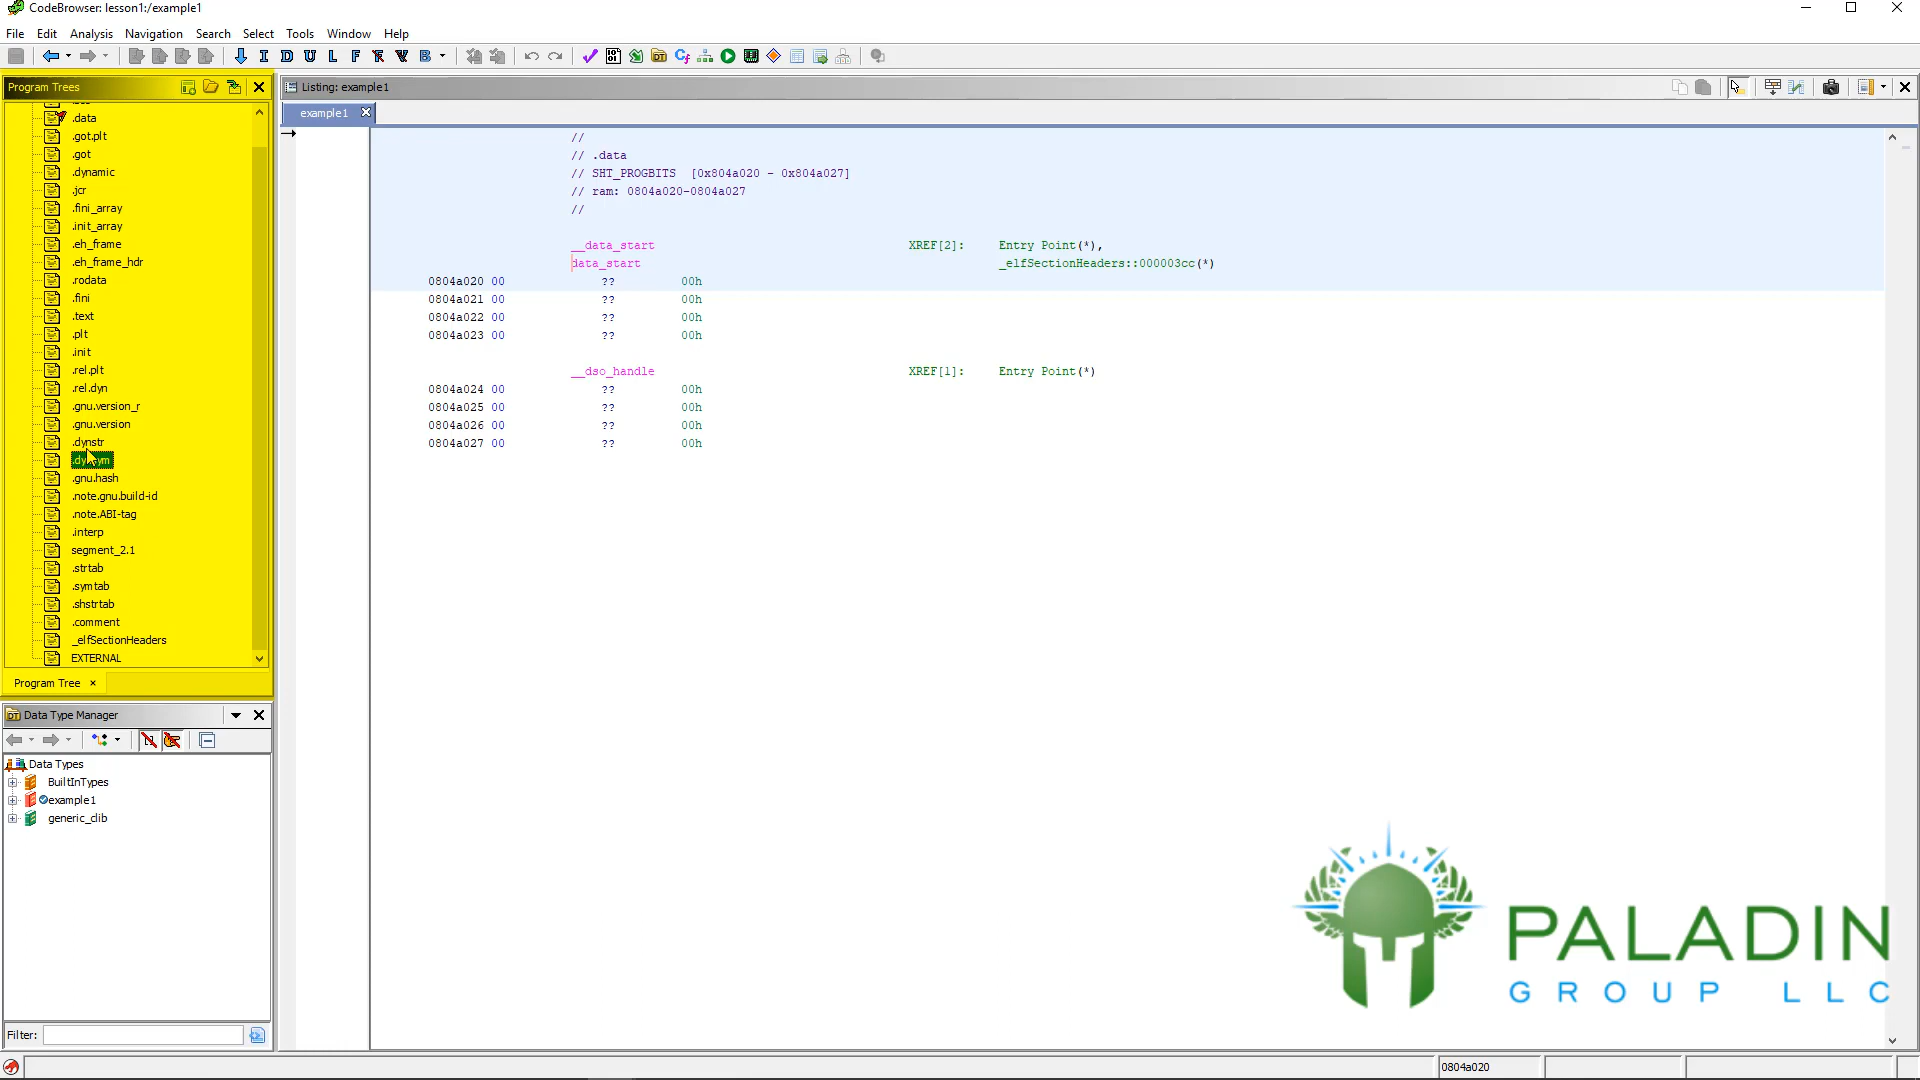 CodeBrowser: lesson1:/example1
File Edit Analysis Navigation Search Select Tools Window Help
I D U L F V B
Program Trees
.data
.got.plt
.got
.dynamic
.jcr
.fini_array
.init_array
.eh_frame
.eh_frame_hdr
.rodata
.fini
.text
.plt
.init
.rel.plt
.rel.dyn
.gnu.version_r
.gnu.version
.dynstr
.gnu.hash
.note.gnu.build-id
.note.ABI-tag
.interp
segment_2.1
.strtab
.symtab
.shstrtab
.comment
_elfSectionHeaders
EXTERNAL
Program Tree ×
Data Type Manager
Data Types
BuiltInTypes
example1
generic_clib
Filter:
Listing: example1
example1
//
// .data
// SHT_PROGBITS [0x804a020 - 0x804a027]
// ram: 0804a020-0804a027
//
__data_start XREF[2]: Entry Point(*),
data_start _elfSectionHeaders::000003cc(*)
0804a020 00 ?? 00h
0804a021 00 ?? 00h
0804a022 00 ?? 00h
0804a023 00 ?? 00h
__dso_handle XREF[1]: Entry Point(*)
0804a024 00 ?? 00h
0804a025 00 ?? 00h
0804a026 00 ?? 00h
0804a027 00 ?? 00h
PALADIN
GROUP LLC
0804a020